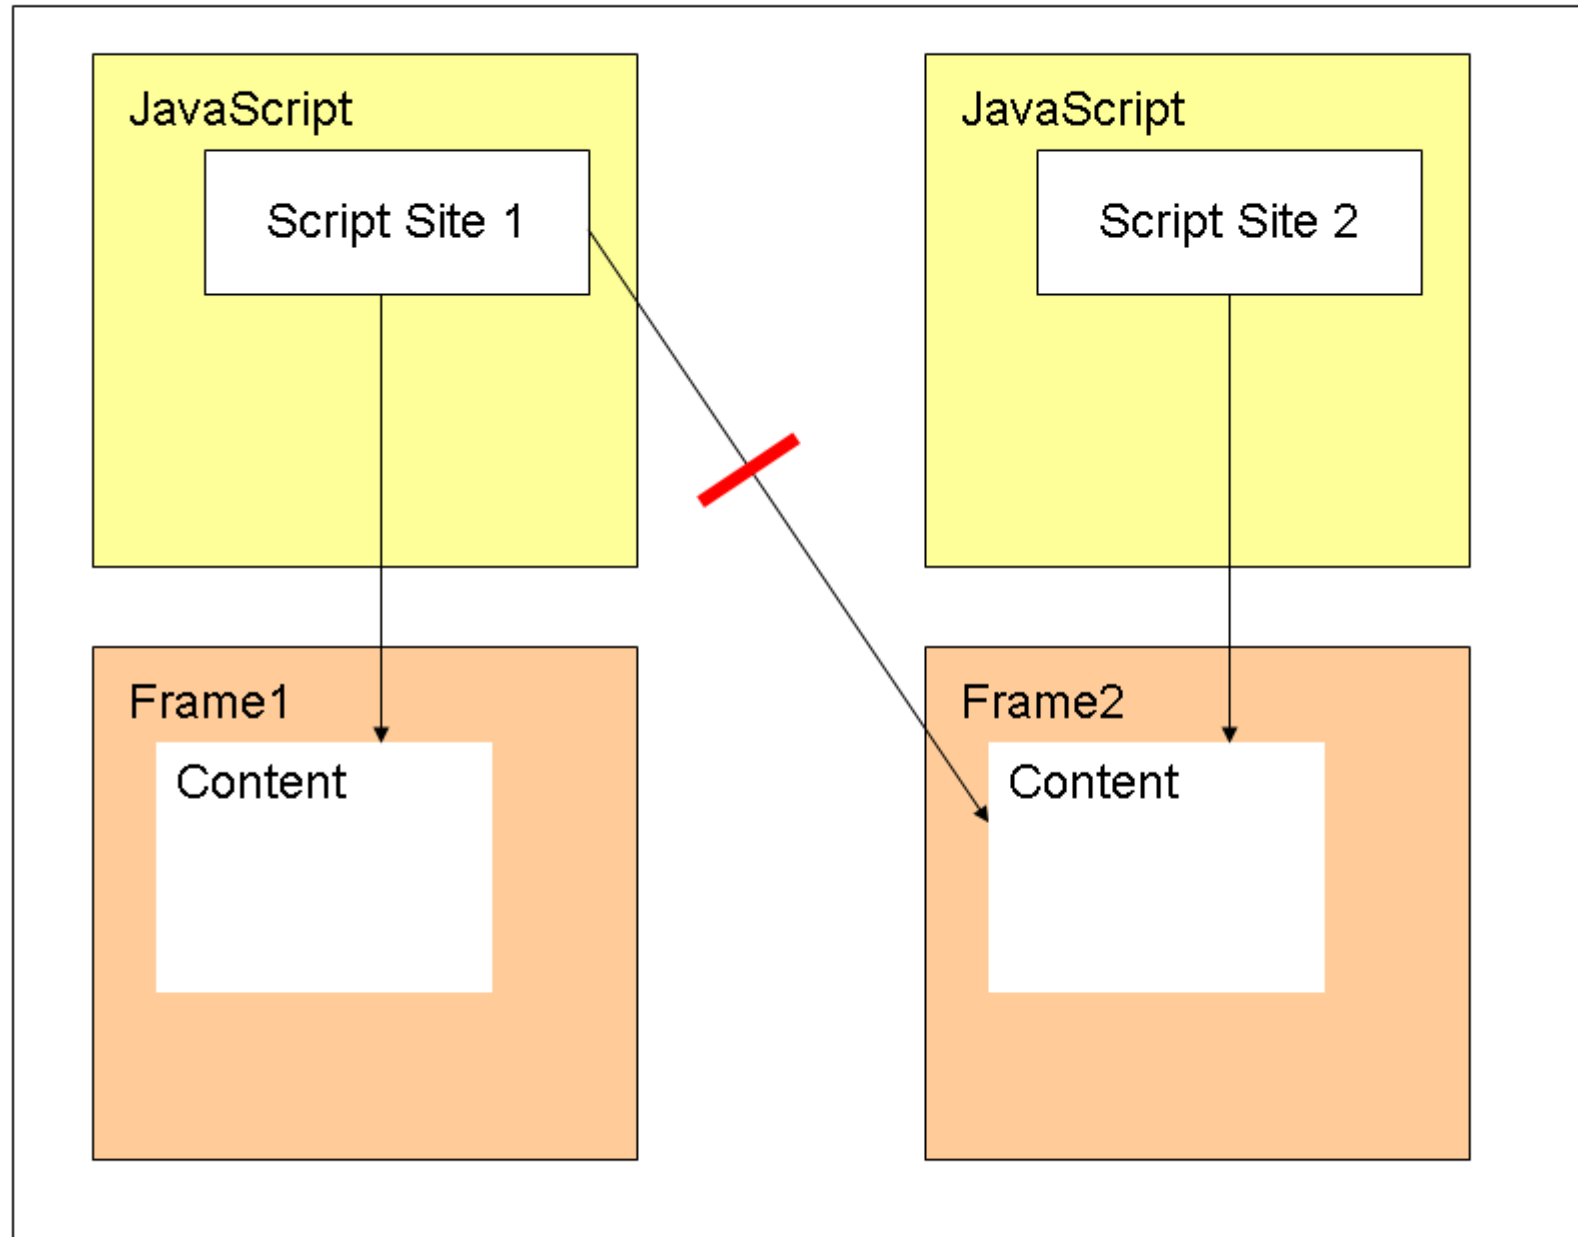 JavaScript
Script Site 1
JavaScript
Script Site 2
Frame1
Content
Frame2
Content